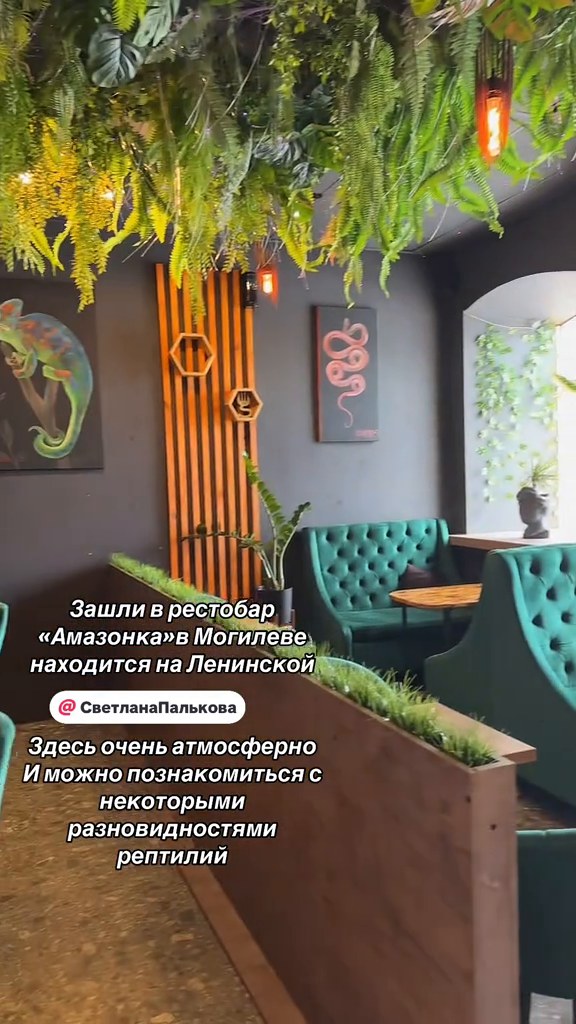 Зашли в рестобар
«Амазонка»в Могилеве
находится на Ленинской
@ СветланаПалькова
Здесь очень атмосферно
И можно познакомиться с
некоторыми
разновидностями
рептилий